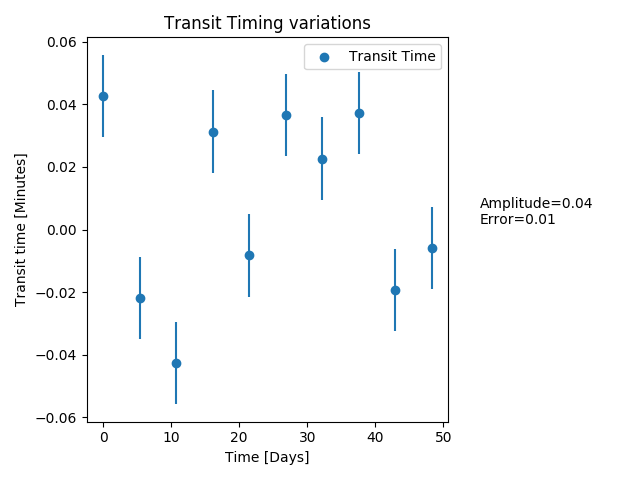 Transit Timing variations
Transit Time
Transit time [Minutes]
0.06
0.04
0.02
0.00
−0.02
−0.04
−0.06
Amplitude=0.04
Error=0.01
0 10 20 30 40 50
Time [Days]